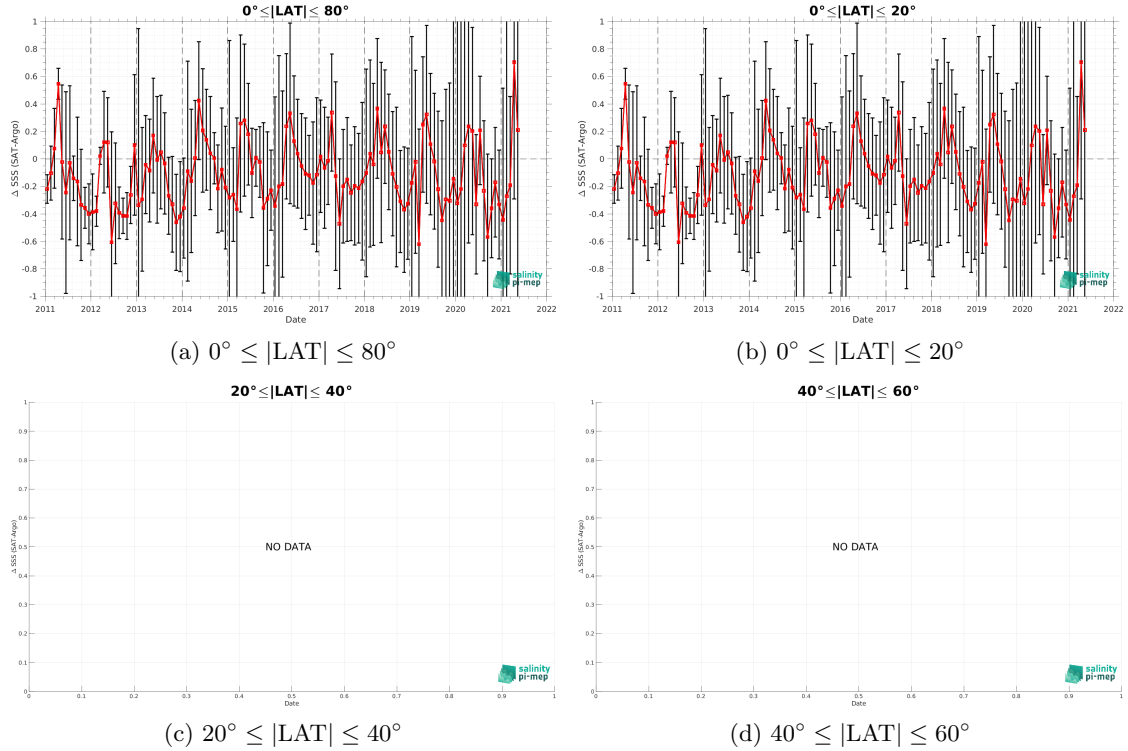 0°≤|LAT|≤ 80°
Δ SSS (SAT-Argo)
1
0.8
0.6
0.4
0.2
0
-0.2
-0.4
-0.6
-0.8
-1
2011 2012 2013 2014 2015 2016 2017 2018 2019 2020 2021 2022
Date
salinity
pi-mep
(a) 0° ≤ |LAT| ≤ 80°
0°≤|LAT|≤ 20°
Δ SSS (SAT-Argo)
1
0.8
0.6
0.4
0.2
0
-0.2
-0.4
-0.6
-0.8
-1
2011 2012 2013 2014 2015 2016 2017 2018 2019 2020 2021 2022
Date
salinity
pi-mep
(b) 0° ≤ |LAT| ≤ 20°
20°≤|LAT|≤ 40°
Δ SSS (SAT-Argo)
1
0.9
0.8
0.7
0.6
0.5
0.4
0.3
0.2
0.1
0
NO DATA
0 0.1 0.2 0.3 0.4 0.5 0.6 0.7 0.8 0.9 1
Date
salinity
pi-mep
(c) 20° ≤ |LAT| ≤ 40°
40°≤|LAT|≤ 60°
Δ SSS (SAT-Argo)
1
0.9
0.8
0.7
0.6
0.5
0.4
0.3
0.2
0.1
0
NO DATA
0 0.1 0.2 0.3 0.4 0.5 0.6 0.7 0.8 0.9 1
Date
salinity
pi-mep
(d) 40° ≤ |LAT| ≤ 60°